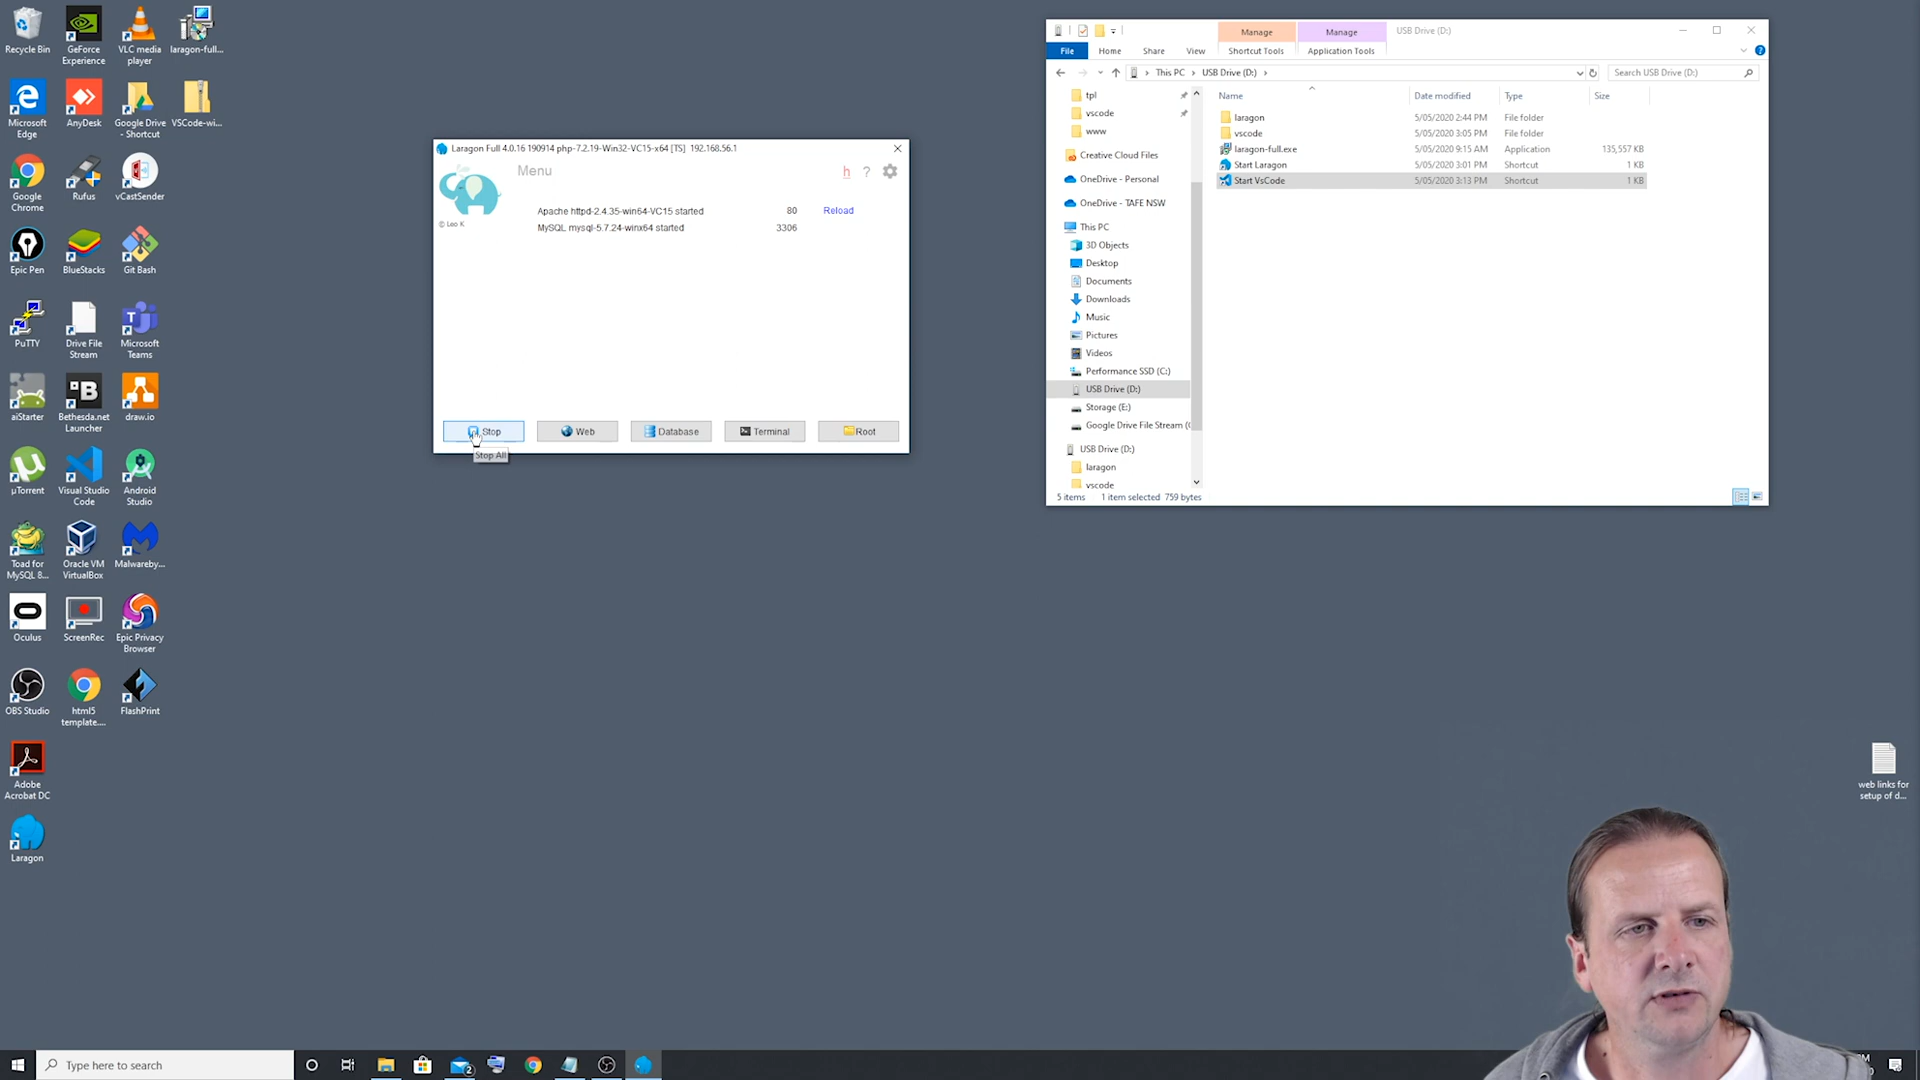 Recycle Bin
GeForce Experience
VLC media player
laragon-full...
Microsoft Edge
AnyDesk
Google Drive - Shortcut
VSCode-wi...
Google Chrome
Rufus
vCastSender
Epic Pen
BlueStacks
Git Bash
PuTTY
Drive File Stream
Microsoft Teams
aiStarter
Bethesda.net Launcher
draw.io
µTorrent
Visual Studio Code
Android Studio
Toad for MySQL 8...
Oracle VM VirtualBox
Malwareby...
Oculus
ScreenRec
Epic Privacy Browser
OBS Studio
html5 template....
FlashPrint
Adobe Acrobat DC
Laragon
Laragon Full 4.0.16 190914 php-7.2.19-Win32-VC15-x64 [TS] 192.168.56.1
Menu h ?
Apache httpd-2.4.35-win64-VC15 started 80 Reload
© Leo K
MySQL mysql-5.7.24-winx64 started 3306
Stop Web Database Terminal Root
Stop All
Manage Manage USB Drive (D:)
File Home Share View Shortcut Tools Application Tools
This PC > USB Drive (D:) > Search USB Drive (D:)
tpl
vscode
www
Creative Cloud Files
OneDrive - Personal
OneDrive - TAFE NSW
This PC
3D Objects
Desktop
Documents
Downloads
Music
Pictures
Videos
Performance SSD (C:)
USB Drive (D:)
Storage (E:)
Google Drive File Stream (
USB Drive (D:)
laragon
vscode
Name Date modified Type Size
laragon 5/05/2020 2:44 PM File folder
vscode 5/05/2020 3:05 PM File folder
laragon-full.exe 5/05/2020 9:15 AM Application 135,557 KB
Start Laragon 5/05/2020 3:01 PM Shortcut 1 KB
Start VsCode 5/05/2020 3:13 PM Shortcut 1 KB
5 items 1 item selected 759 bytes
web links for setup of d...
Type here to search
2